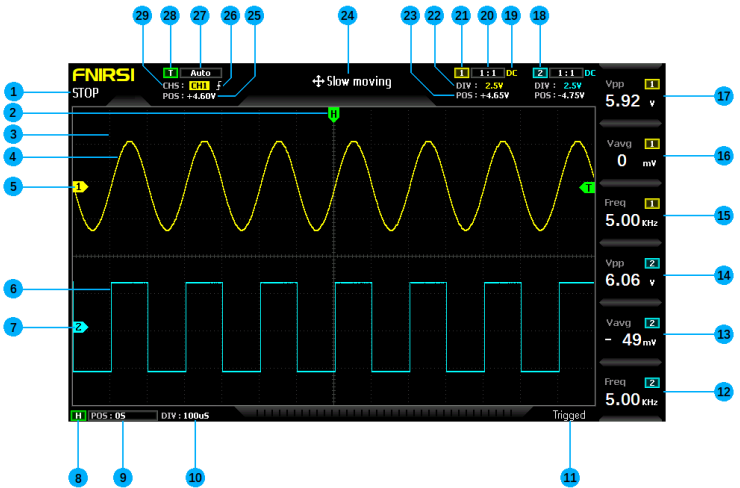 29 28 27 26 25 24 23 22 21 20 19 18
FNIRSI
T Auto
CHS: CH1
POS: +4.60V
Slow moving
1 1:1 DC
DIV: 2.5V
POS: +4.65V
2 1:1 DC
DIV: 2.5V
POS: -4.75V
1 STOP
2 H
3
4
5 1 T
6
7 2
Vpp 1
5.92 v 17
Vavg 1
0 mV 16
Freq 1
5.00 KHz 15
Vpp 2
6.06 v 14
Vavg 2
- 49 mV 13
Freq 2
5.00 KHz 12
H POS: 0S DIV: 100uS Trigged
8 9 10 11